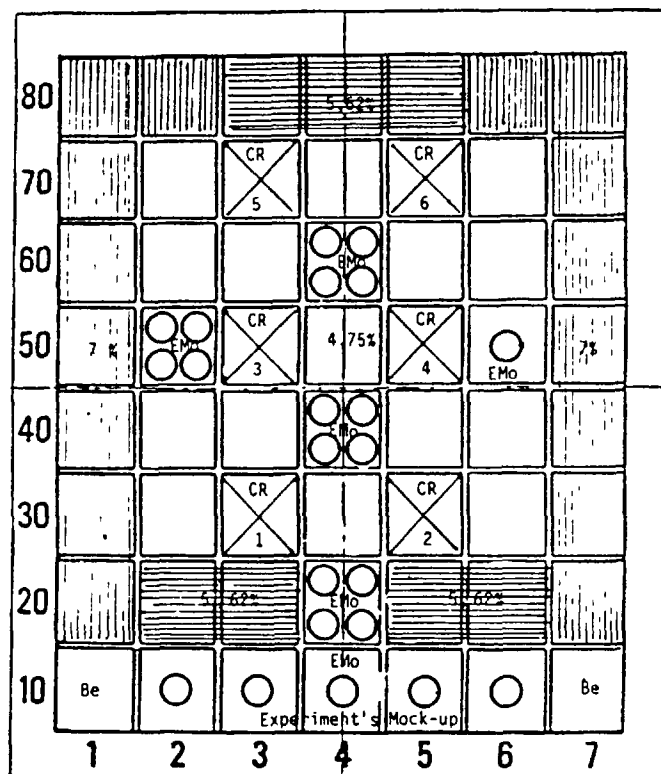 80
5,62%
70
CR
5
CR
6
60
EMo
50
7 %
EMo
CR
3
4,75%
CR
4
EMo
7%
40
EMo
30
CR
1
CR
2
20
5,62%
EMo
5,62%
10
Be
EMo
Be
Experiment's Mock-up
1 2 3 4 5 6 7